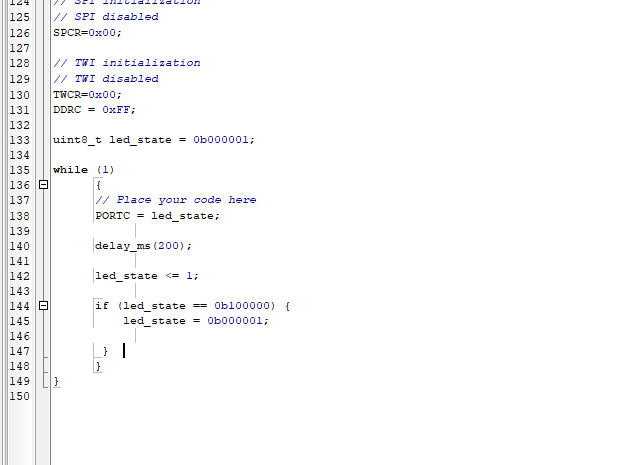 124 // SPI initialization
125 // SPI disabled
126 SPCR=0x00;
127
128 // TWI initialization
129 // TWI disabled
130 TWCR=0x00;
131 DDRC = 0xFF;
132
133 uint8_t led_state = 0b000001;
134
135 while (1)
136 {
137 // Place your code here
138 PORTC = led_state;
139
140 delay_ms(200);
141
142 led_state <= 1;
143
144 if (led_state == 0b100000) {
145 led_state = 0b000001;
146
147 }
148 }
149 }
150